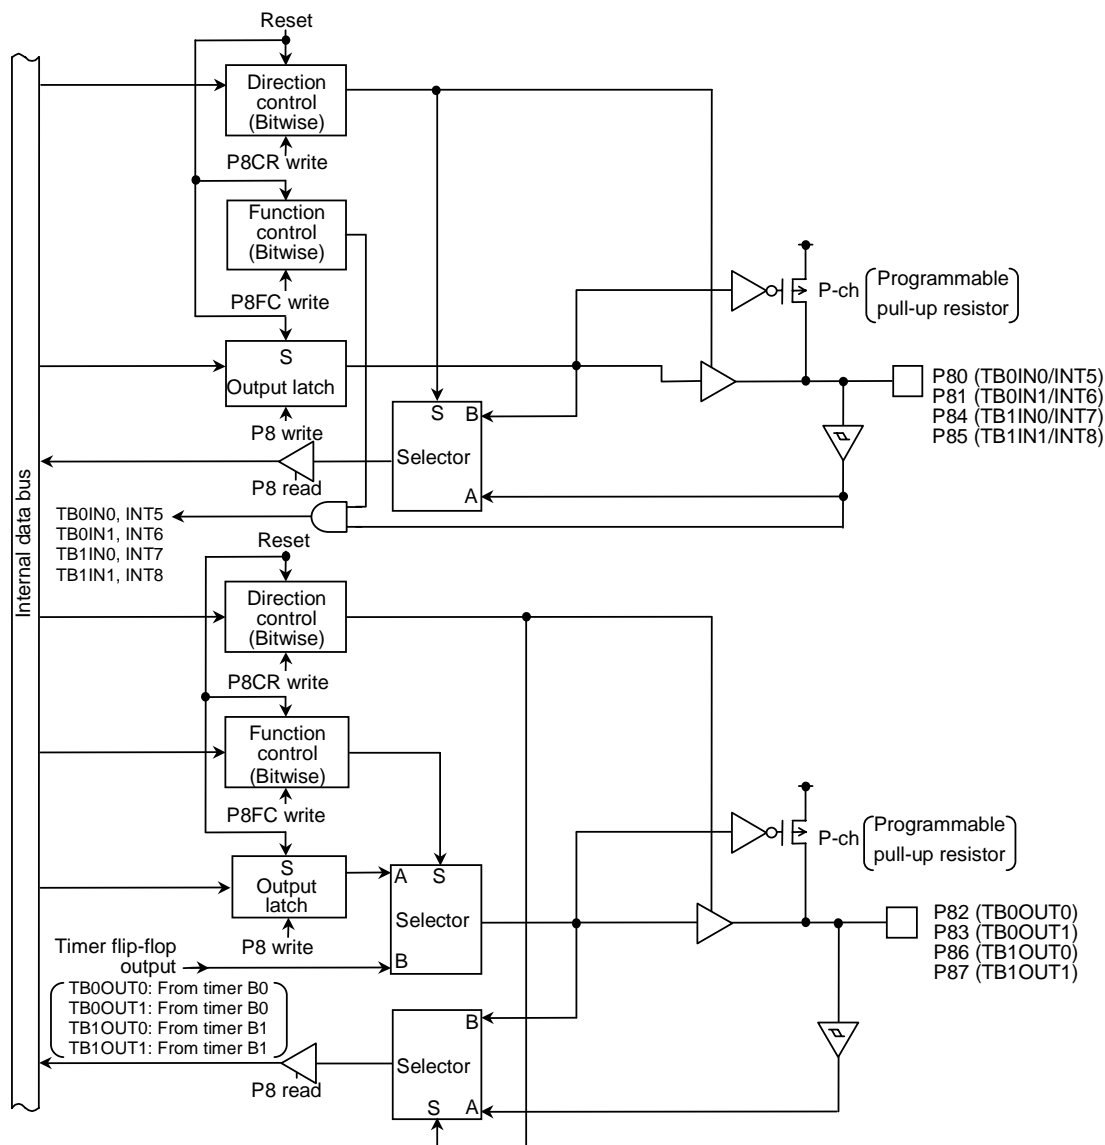 Reset
Direction
control
(Bitwise)
P8CR write
Function
control
(Bitwise)
P8FC write
S
Output latch
P8 write
P-ch
Programmable
pull-up resistor
P80 (TB0IN0/INT5)
P81 (TB0IN1/INT6)
P84 (TB1IN0/INT7)
P85 (TB1IN1/INT8)
S
B
Selector
A
P8 read
TB0IN0, INT5
TB0IN1, INT6
TB1IN0, INT7
TB1IN1, INT8
Internal data bus
Reset
Direction
control
(Bitwise)
P8CR write
Function
control
(Bitwise)
P8FC write
S
Output
latch
P8 write
A
S
Selector
B
P-ch
Programmable
pull-up resistor
P82 (TB0OUT0)
P83 (TB0OUT1)
P86 (TB1OUT0)
P87 (TB1OUT1)
Timer flip-flop
output
TB0OUT0: From timer B0
TB0OUT1: From timer B0
TB1OUT0: From timer B1
TB1OUT1: From timer B1
B
Selector
S
A
P8 read